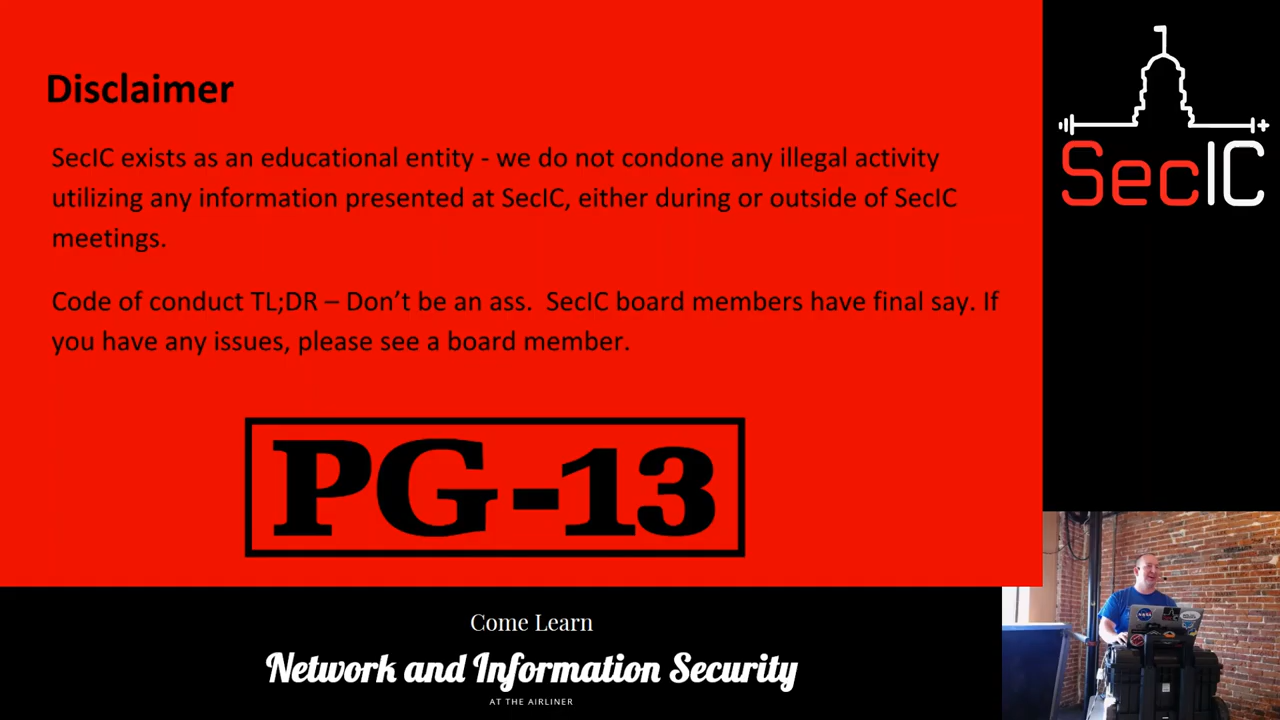 Disclaimer
SecIC exists as an educational entity - we do not condone any illegal activity
utilizing any information presented at SecIC, either during or outside of SecIC
meetings.
Code of conduct TL;DR – Don't be an ass.  SecIC board members have final say. If
you have any issues, please see a board member.
PG-13
SecIC
Come Learn
Network and Information Security
AT THE AIRLINER
NASA